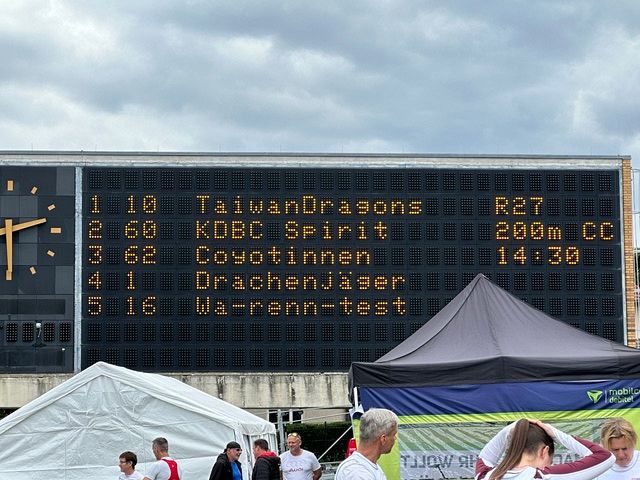 1 10 TaiwanDragons R27
2 60 KDBC Spirit 200m CC
3 62 Coyotinnen 14:30
4 1 Drachenjäger
5 16 Wa-renn-test
mobilcom
debitel